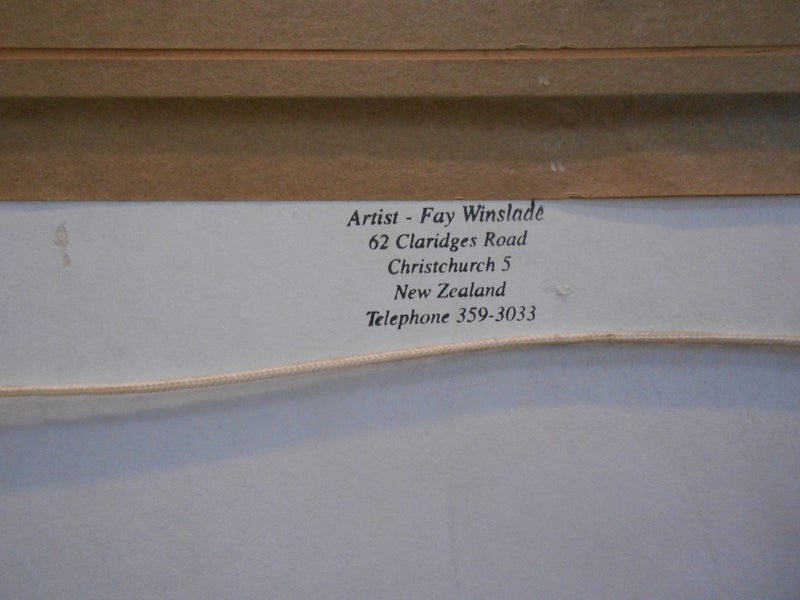 Artist - Fay Winslade
62 Claridges Road
Christchurch 5
New Zealand
Telephone 359-3033